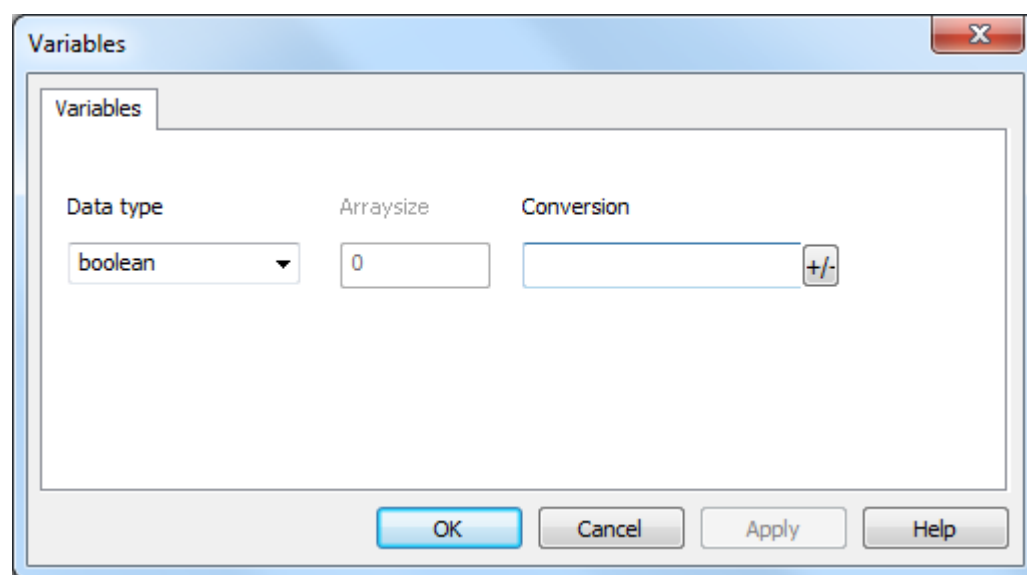 Variables
Variables
Data type Arraysize Conversion
boolean 0 +/-
OK Cancel Apply Help